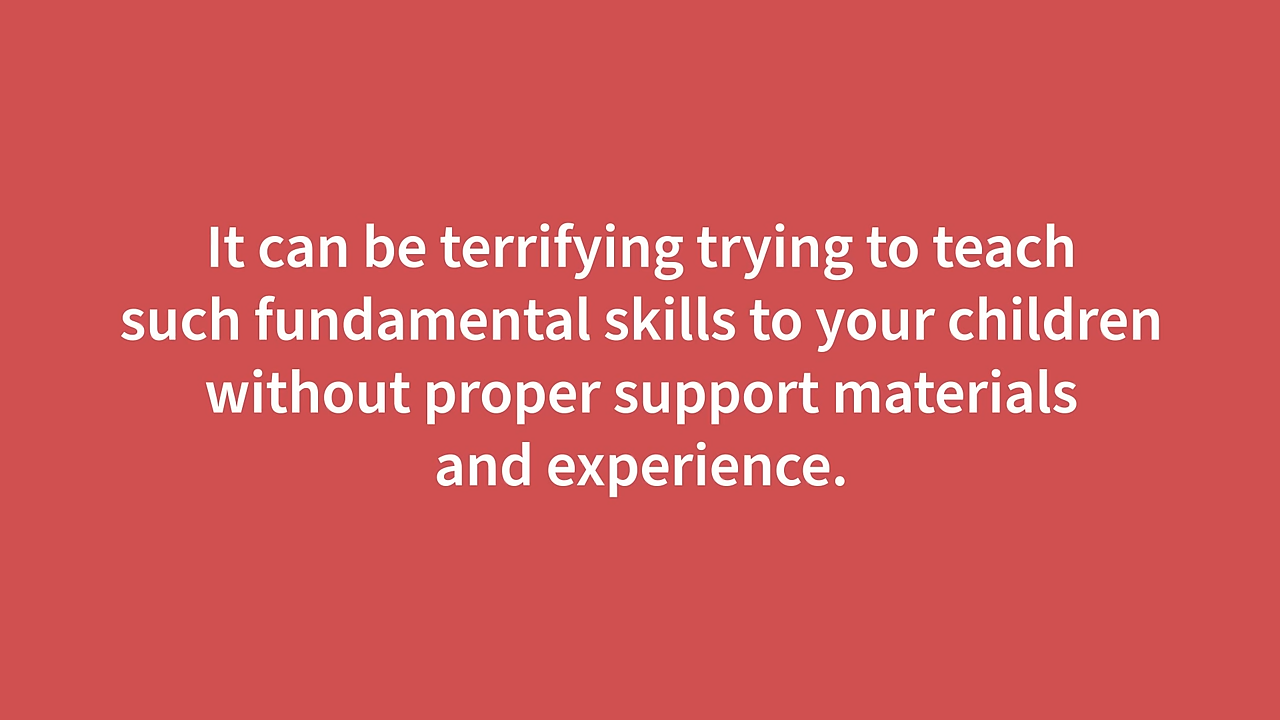 It can be terrifying trying to teach
such fundamental skills to your children
without proper support materials
and experience.